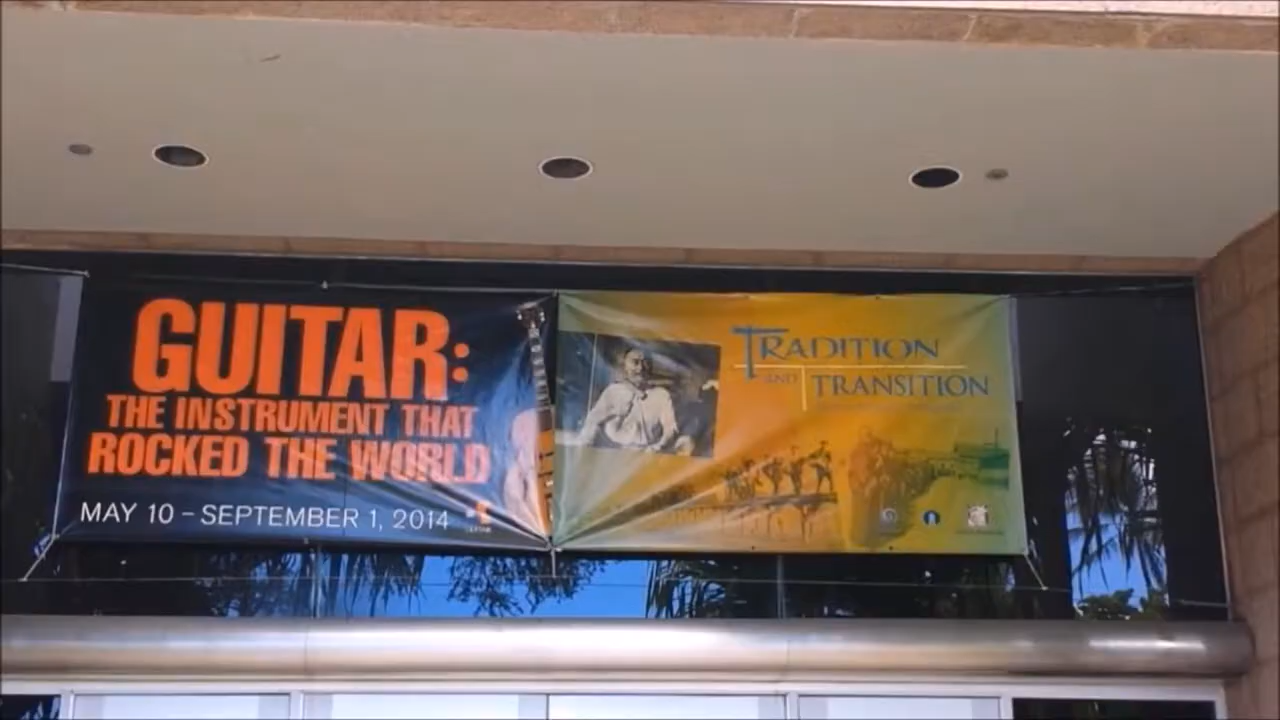 GUITAR:
THE INSTRUMENT THAT
ROCKED THE WORLD
MAY 10 – SEPTEMBER 1, 2014
TRADITION
AND TRANSITION